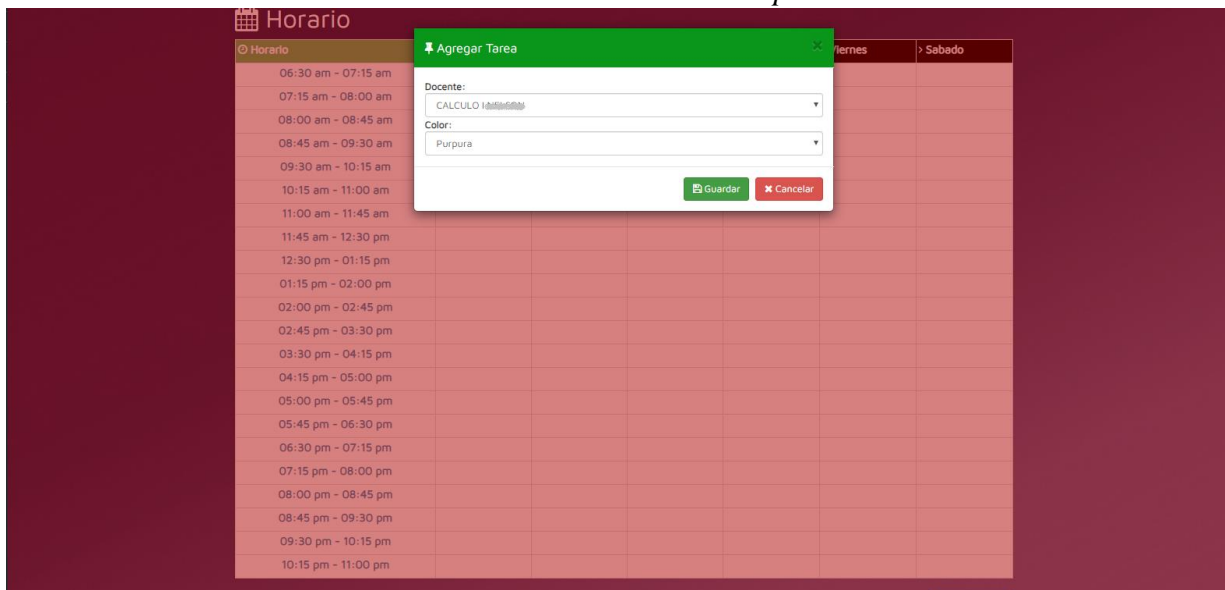 Horario
Horario
Agregar Tarea
Viernes
> Sabado
Docente:
CALCULO I
Color:
Purpura
Guardar
Cancelar
06:30 am - 07:15 am
07:15 am - 08:00 am
08:00 am - 08:45 am
08:45 am - 09:30 am
09:30 am - 10:15 am
10:15 am - 11:00 am
11:00 am - 11:45 am
11:45 am - 12:30 pm
12:30 pm - 01:15 pm
01:15 pm - 02:00 pm
02:00 pm - 02:45 pm
02:45 pm - 03:30 pm
03:30 pm - 04:15 pm
04:15 pm - 05:00 pm
05:00 pm - 05:45 pm
05:45 pm - 06:30 pm
06:30 pm - 07:15 pm
07:15 pm - 08:00 pm
08:00 pm - 08:45 pm
08:45 pm - 09:30 pm
09:30 pm - 10:15 pm
10:15 pm - 11:00 pm